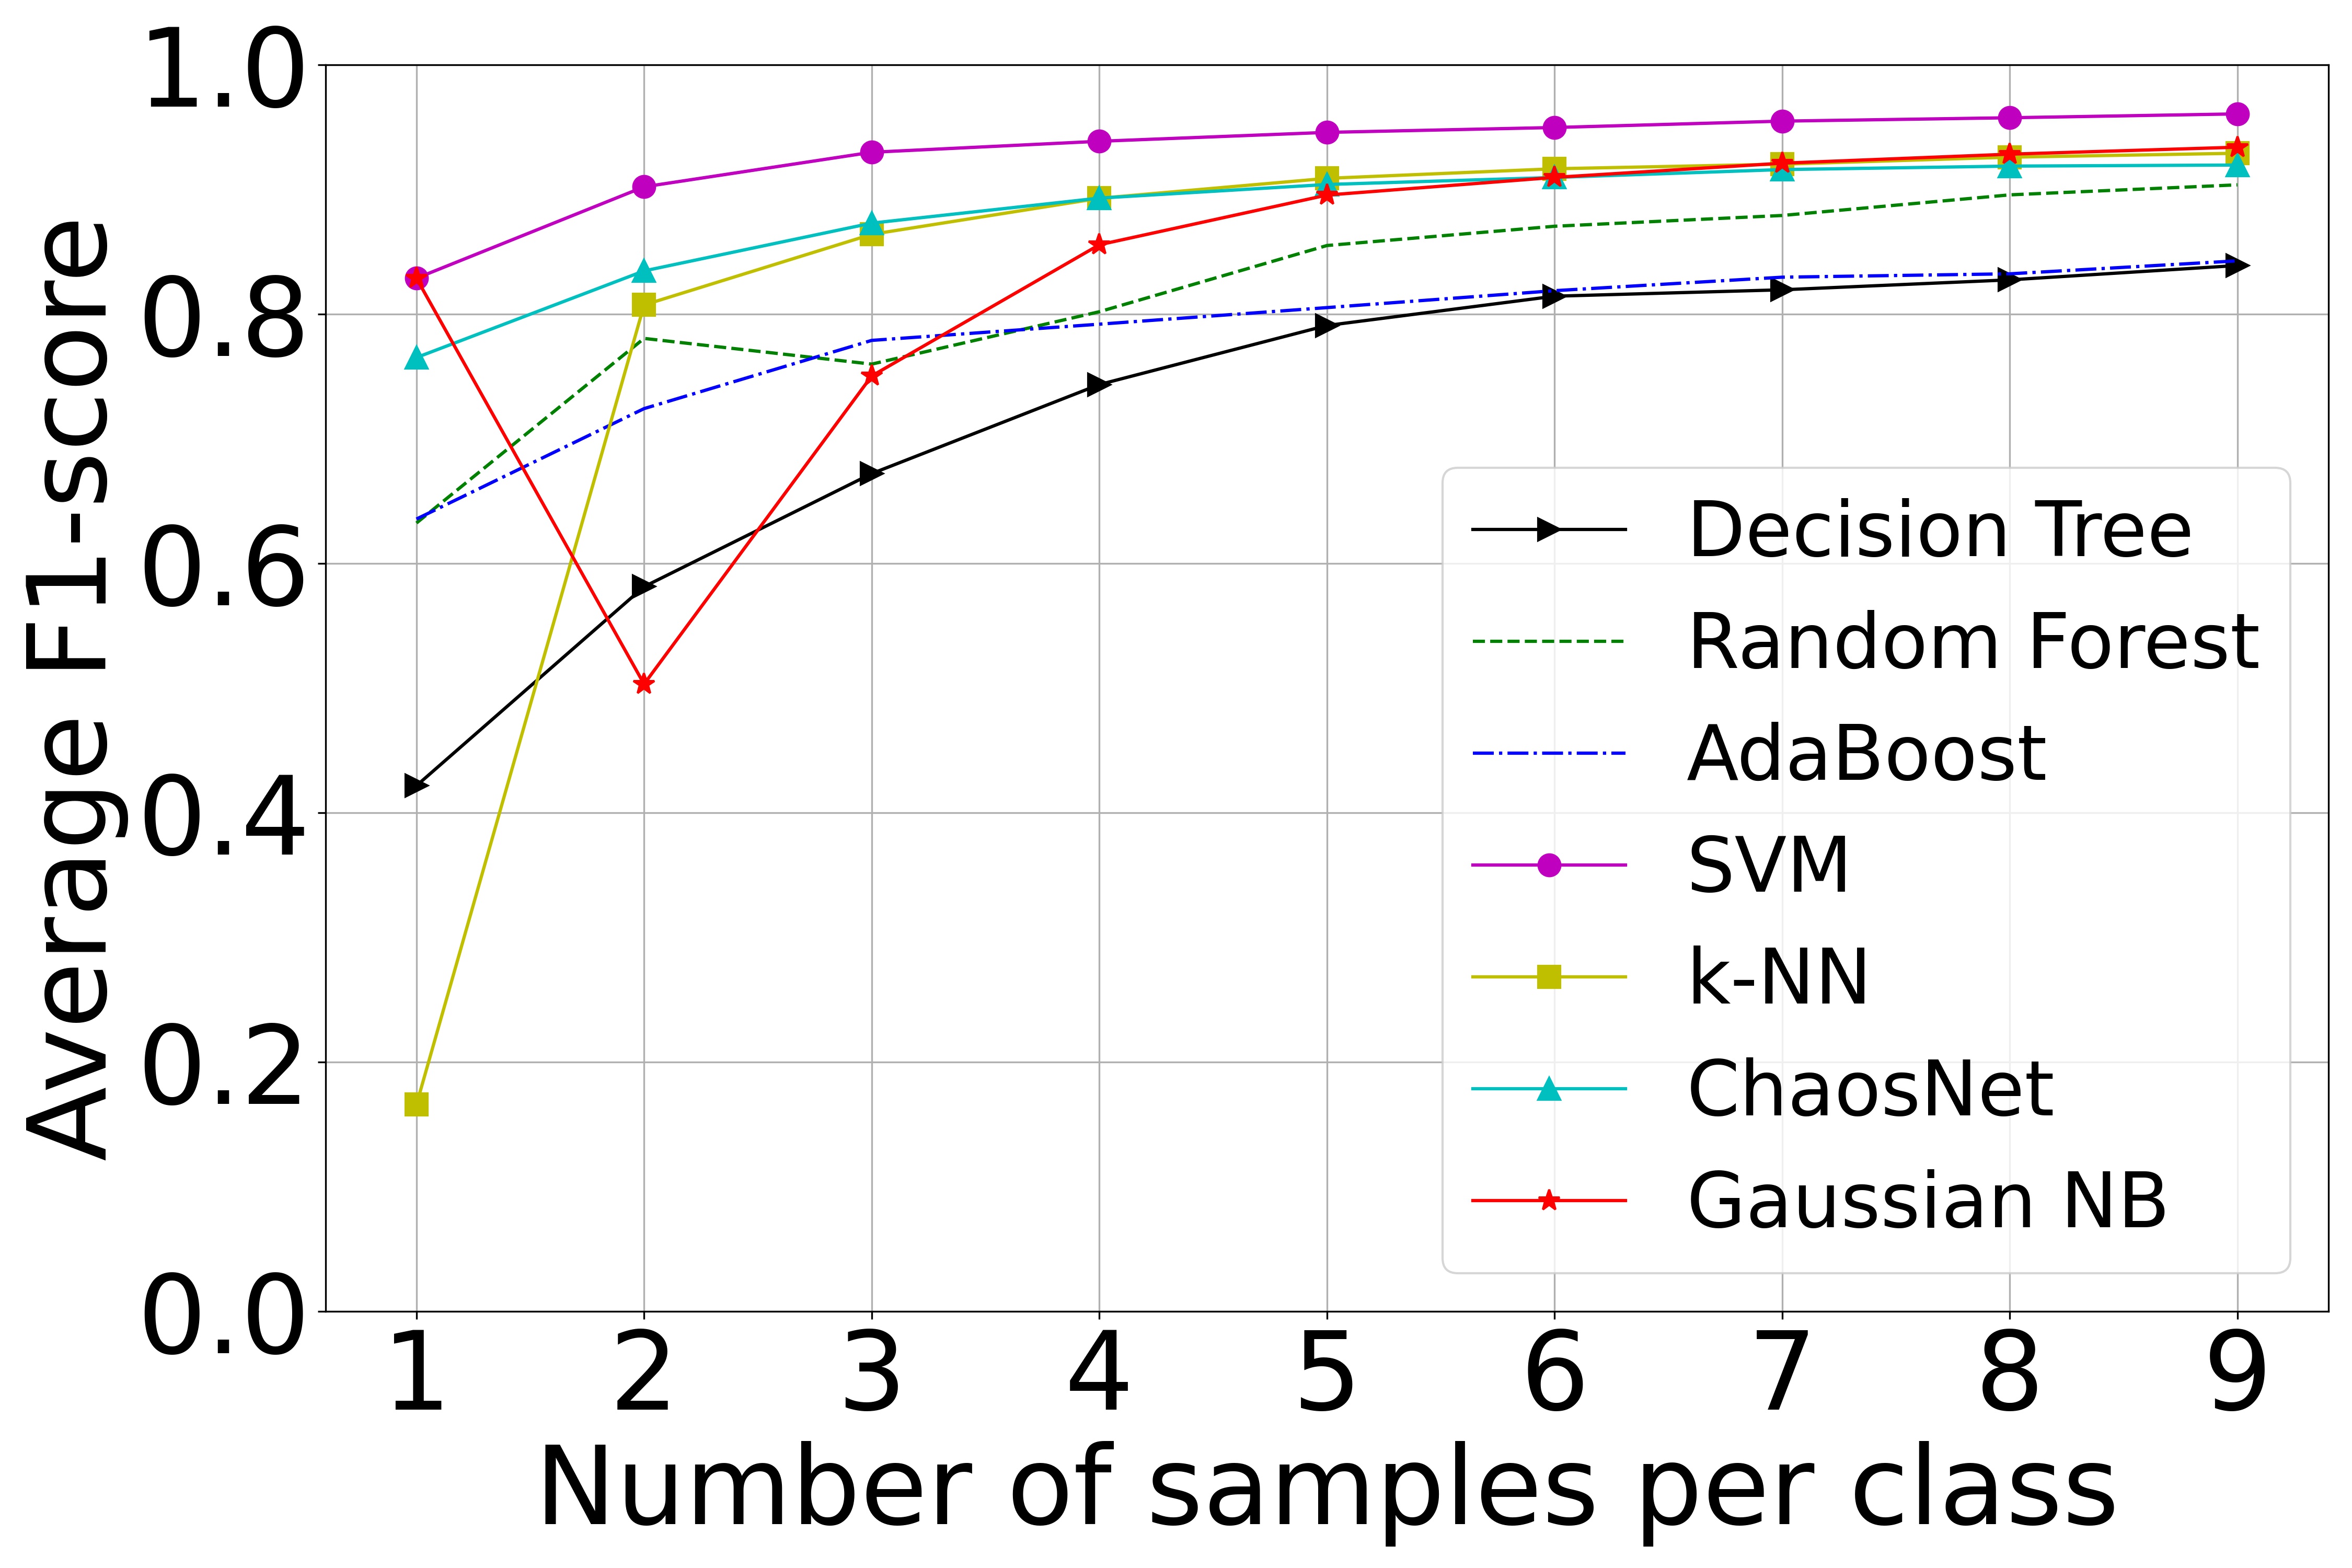 Average F1-score
1.0
0.8
0.6
0.4
0.2
0.0
1 2 3 4 5 6 7 8 9
Number of samples per class
Decision Tree
Random Forest
AdaBoost
SVM
k-NN
ChaosNet
Gaussian NB